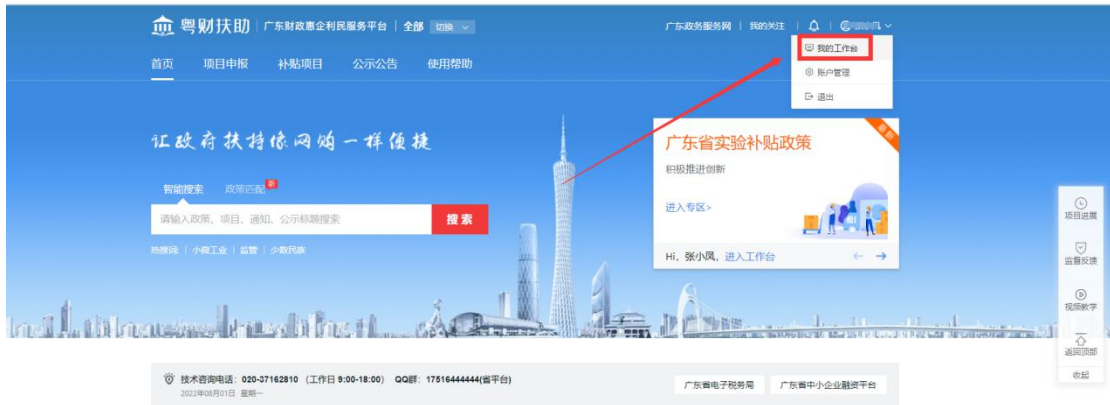 粤财扶助 广东财政惠企利民服务平台 全部 切换
广东政务服务网 我的关注
首页 项目申报 补贴项目 公示公告 使用帮助
我的工作台
账户管理
退出
让政府扶持像网购一样便捷
智能搜索 政策匹配 新
请输入政策、项目、通知、公示标题搜索 搜索
热搜词: 小微工业 监管 少数民族
广东省实验补贴政策
最新
积极推进创新
进入专区>
Hi, 张小凤, 进入工作台 ← →
项目进展
监督反馈
视频教学
返回顶部
收起
技术咨询电话: 020-37162810 (工作日 9:00-18:00) QQ群: 17516444444(省平台)
2022年08月01日 星期一
广东省电子税务局 广东省中小企业融资平台